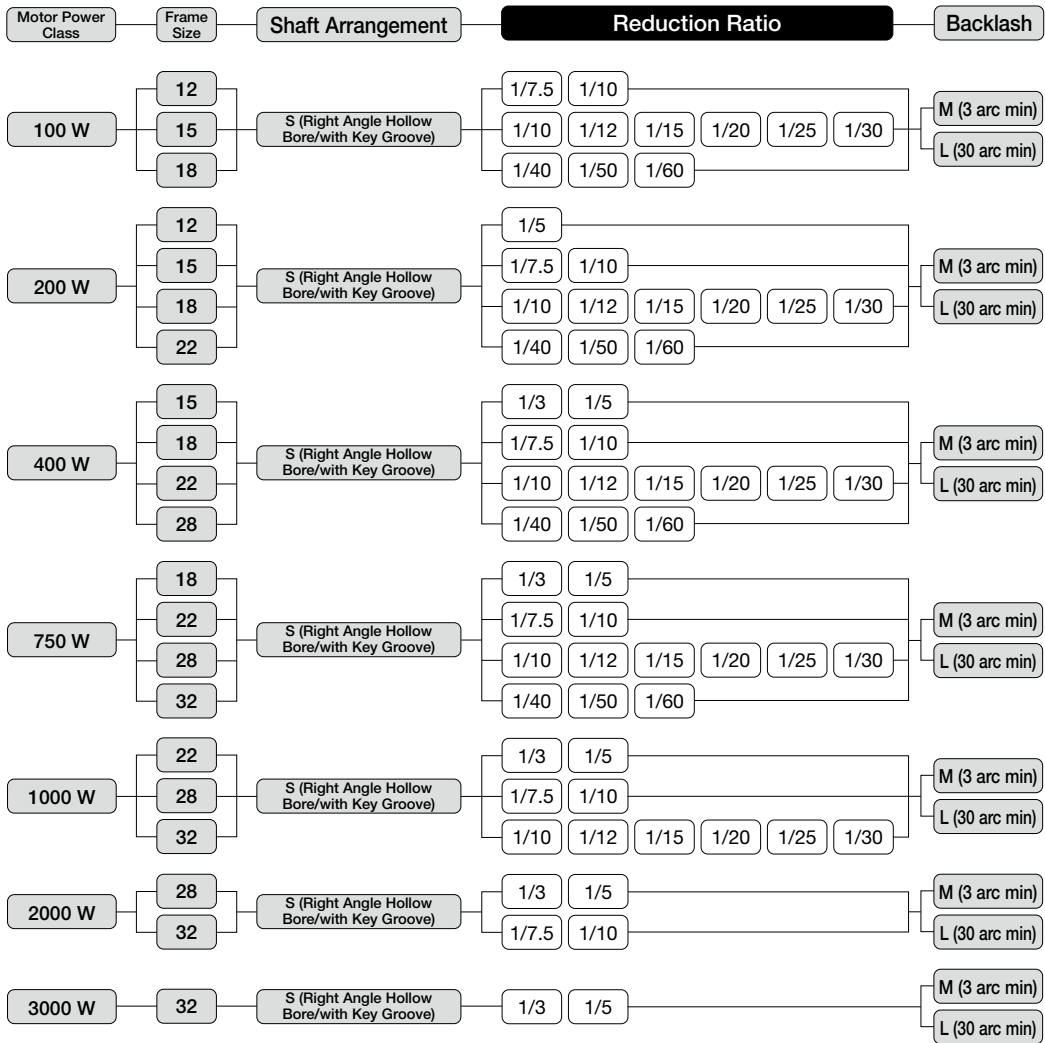 Motor Power Class Frame Size Shaft Arrangement Reduction Ratio Backlash
100 W
12 1/7.5 1/10
15 S (Right Angle Hollow Bore/with Key Groove) 1/10 1/12 1/15 1/20 1/25 1/30
18 1/40 1/50 1/60
M (3 arc min)
L (30 arc min)
200 W
12 1/5
15 1/7.5 1/10
S (Right Angle Hollow Bore/with Key Groove)
18 1/10 1/12 1/15 1/20 1/25 1/30
22 1/40 1/50 1/60
M (3 arc min)
L (30 arc min)
400 W
15 1/3 1/5
18 1/7.5 1/10
S (Right Angle Hollow Bore/with Key Groove)
22 1/10 1/12 1/15 1/20 1/25 1/30
28 1/40 1/50 1/60
M (3 arc min)
L (30 arc min)
750 W
18 1/3 1/5
22 1/7.5 1/10
S (Right Angle Hollow Bore/with Key Groove)
28 1/10 1/12 1/15 1/20 1/25 1/30
32 1/40 1/50 1/60
M (3 arc min)
L (30 arc min)
1000 W
22 1/3 1/5
28 S (Right Angle Hollow Bore/with Key Groove) 1/7.5 1/10
32 1/10 1/12 1/15 1/20 1/25 1/30
M (3 arc min)
L (30 arc min)
2000 W
28 1/3 1/5
S (Right Angle Hollow Bore/with Key Groove)
32 1/7.5 1/10
M (3 arc min)
L (30 arc min)
3000 W
32 S (Right Angle Hollow Bore/with Key Groove) 1/3 1/5
M (3 arc min)
L (30 arc min)